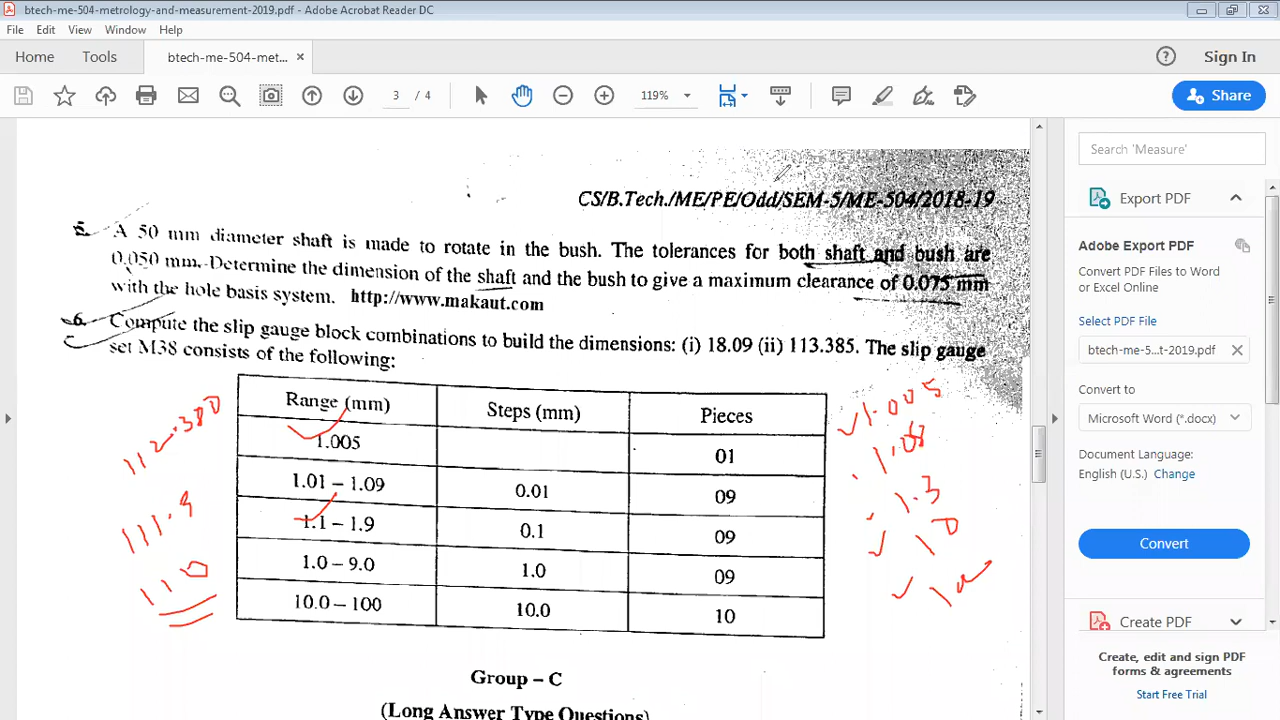 btech-me-504-metrology-and-measurement-2019.pdf - Adobe Acrobat Reader DC
File Edit View Window Help
Home Tools btech-me-504-met... × Sign In
3 / 4 119% Share
CS/B.Tech./ME/PE/Odd/SEM-5/ME-504/2018-19
5. A 50 mm diameter shaft is made to rotate in the bush. The tolerances for both shaft and bush are
0.050 mm. Determine the dimension of the shaft and the bush to give a maximum clearance of 0.075 mm
with the hole basis system. http://www.makaut.com
6. Compute the slip gauge block combinations to build the dimensions: (i) 18.09 (ii) 113.385. The slip gauge
set M38 consists of the following:
Range (mm) Steps (mm) Pieces
1.005 01
1.01 – 1.09 0.01 09
1.1 – 1.9 0.1 09
1.0 – 9.0 1.0 09
10.0 – 100 10.0 10
112.380
111.3
110
1.005
1.08
1.3
10
Group – C
(Long Answer Type Questions)
Search 'Measure'
Export PDF
Adobe Export PDF
Convert PDF Files to Word
or Excel Online
Select PDF File
btech-me-5...t-2019.pdf ×
Convert to
Microsoft Word (*.docx)
Document Language:
English (U.S.) Change
Convert
Create PDF
Convert, edit and sign PDF
forms & agreements
Start Free Trial